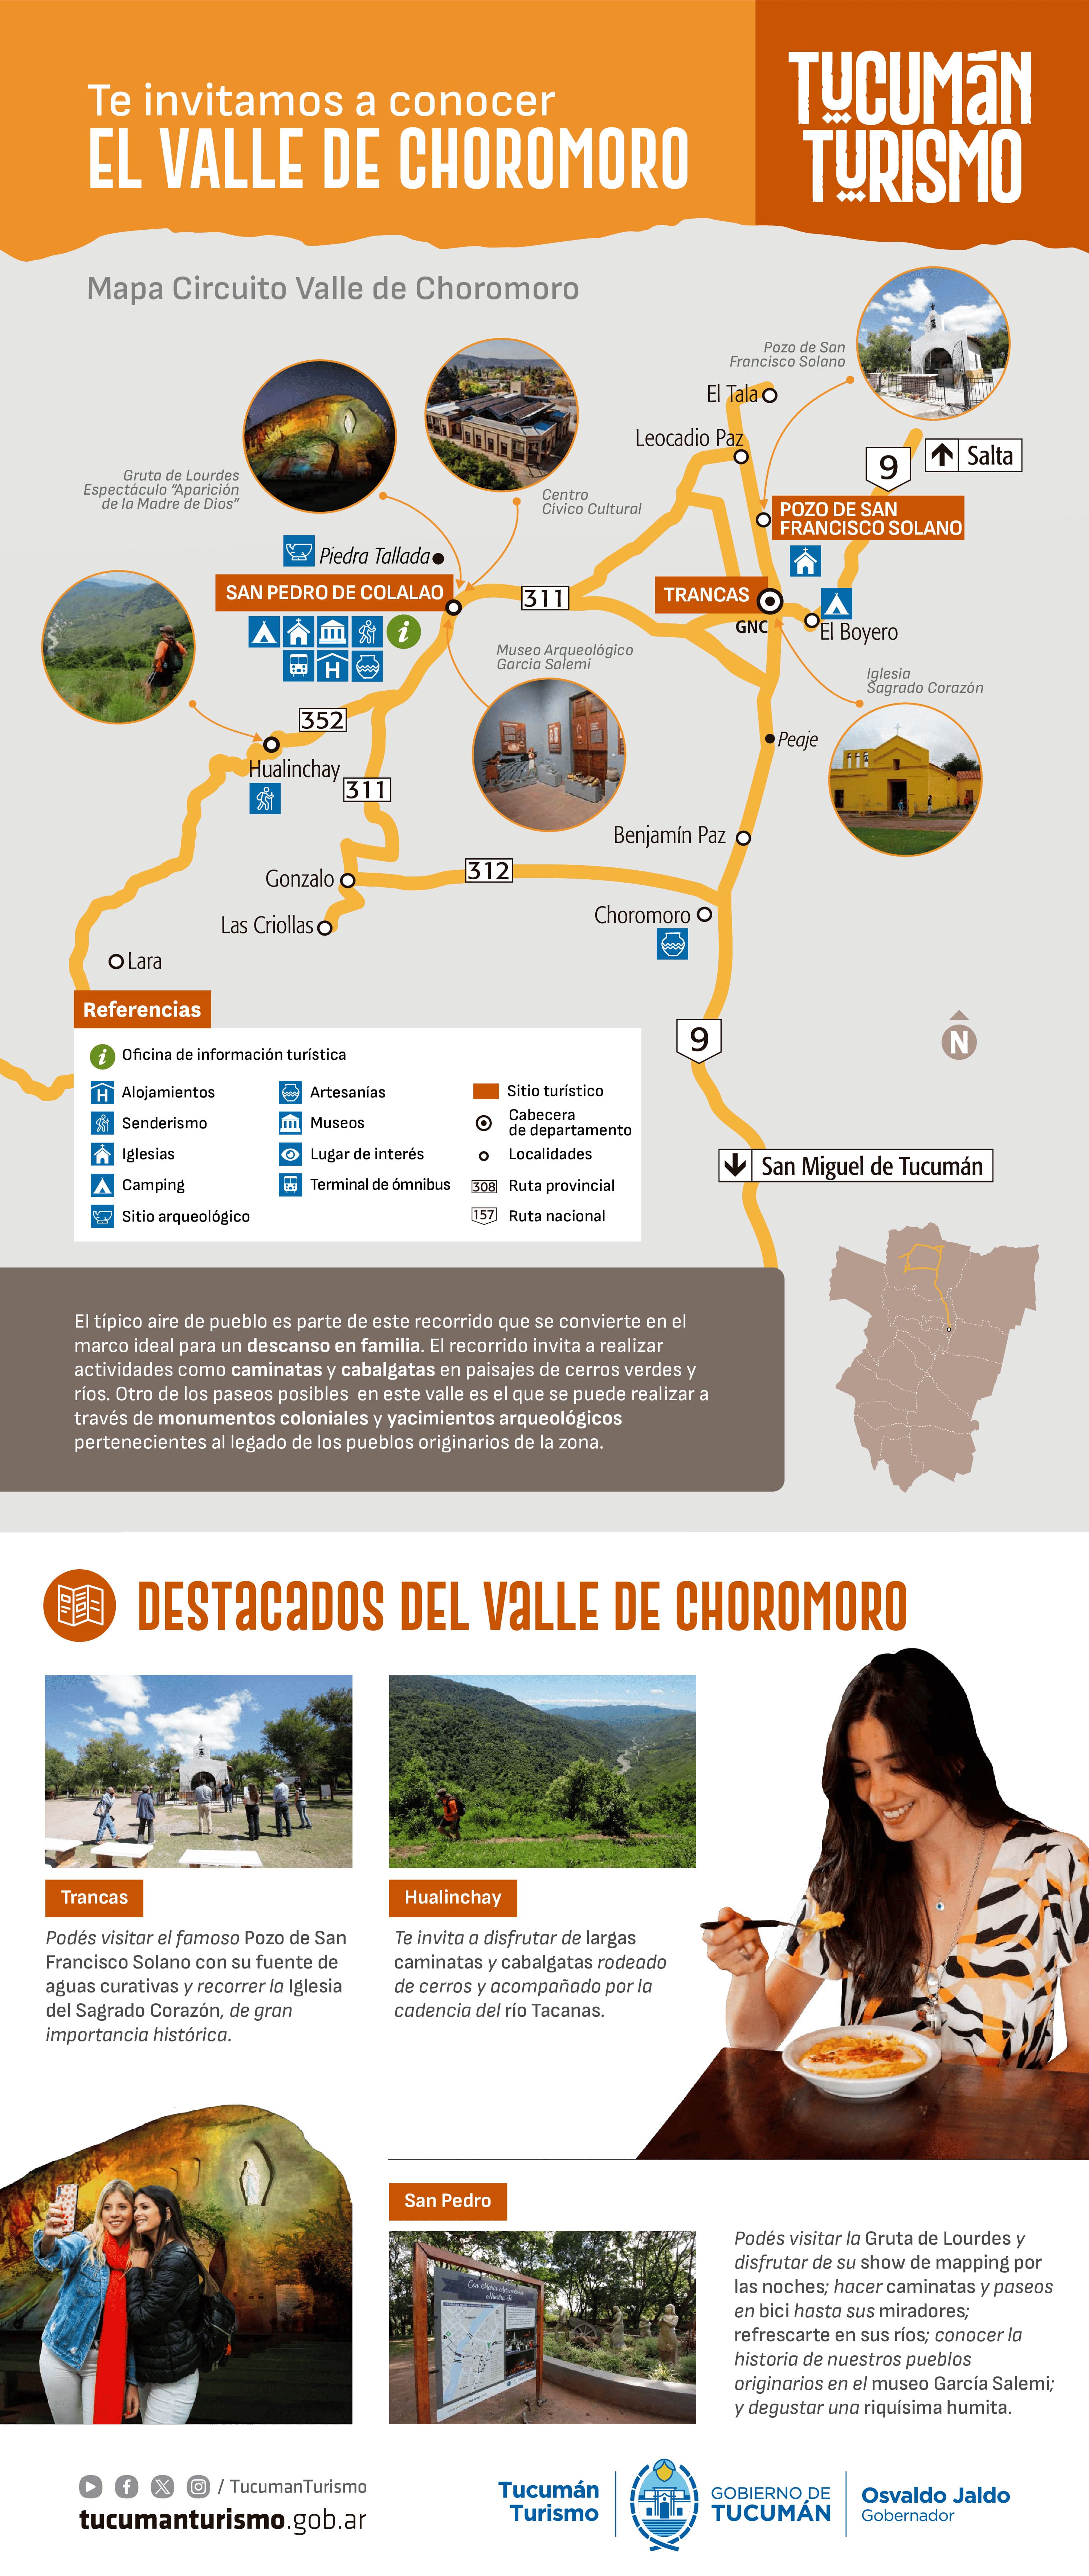 Te invitamos a conocer
EL VALLE DE CHOROMORO
TUCUMáN
TURISMO
Mapa Circuito Valle de Choromoro
Pozo de San
Francisco Solano
El Tala
Leocadio Paz
9
Salta
Gruta de Lourdes
Espectáculo “Aparición
de la Madre de Dios”
Centro
Cívico Cultural
POZO DE SAN
FRANCISCO SOLANO
Piedra Tallada
SAN PEDRO DE COLALAO
311
TRANCAS
GNC
El Boyero
i
H
Museo Arqueológico
Garcia Salemi
Iglesia
Sagrado Corazón
352
Peaje
Hualinchay
311
Benjamín Paz
312
Gonzalo
Choromoro
Las Criollas
Lara
Referencias
9
N
i Oficina de información turística
H Alojamientos
Senderismo
Iglesias
Camping
Sitio arqueológico
Artesanías
Museos
Lugar de interés
Terminal de ómnibus
Sitio turístico
Cabecera
de departamento
Localidades
308 Ruta provincial
157 Ruta nacional
San Miguel de Tucumán
El típico aire de pueblo es parte de este recorrido que se convierte en el
marco ideal para un descanso en familia. El recorrido invita a realizar
actividades como caminatas y cabalgatas en paisajes de cerros verdes y
ríos. Otro de los paseos posibles en este valle es el que se puede realizar a
través de monumentos coloniales y yacimientos arqueológicos
pertenecientes al legado de los pueblos originarios de la zona.
DESTaCaDOS DEL VaLLE DE CHOROMORO
Trancas
Podés visitar el famoso Pozo de San
Francisco Solano con su fuente de
aguas curativas y recorrer la Iglesia
del Sagrado Corazón, de gran
importancia histórica.
Hualinchay
Te invita a disfrutar de largas
caminatas y cabalgatas rodeado
de cerros y acompañado por la
cadencia del río Tacanas.
San Pedro
Podés visitar la Gruta de Lourdes y
disfrutar de su show de mapping por
las noches; hacer caminatas y paseos
en bici hasta sus miradores;
refrescarte en sus ríos; conocer la
historia de nuestros pueblos
originarios en el museo García Salemi;
y degustar una riquísima humita.
/ TucumanTurismo
tucumanturismo.gob.ar
Tucumán
Turismo
GOBIERNO DE
TUCUMÁN
Osvaldo Jaldo
Gobernador